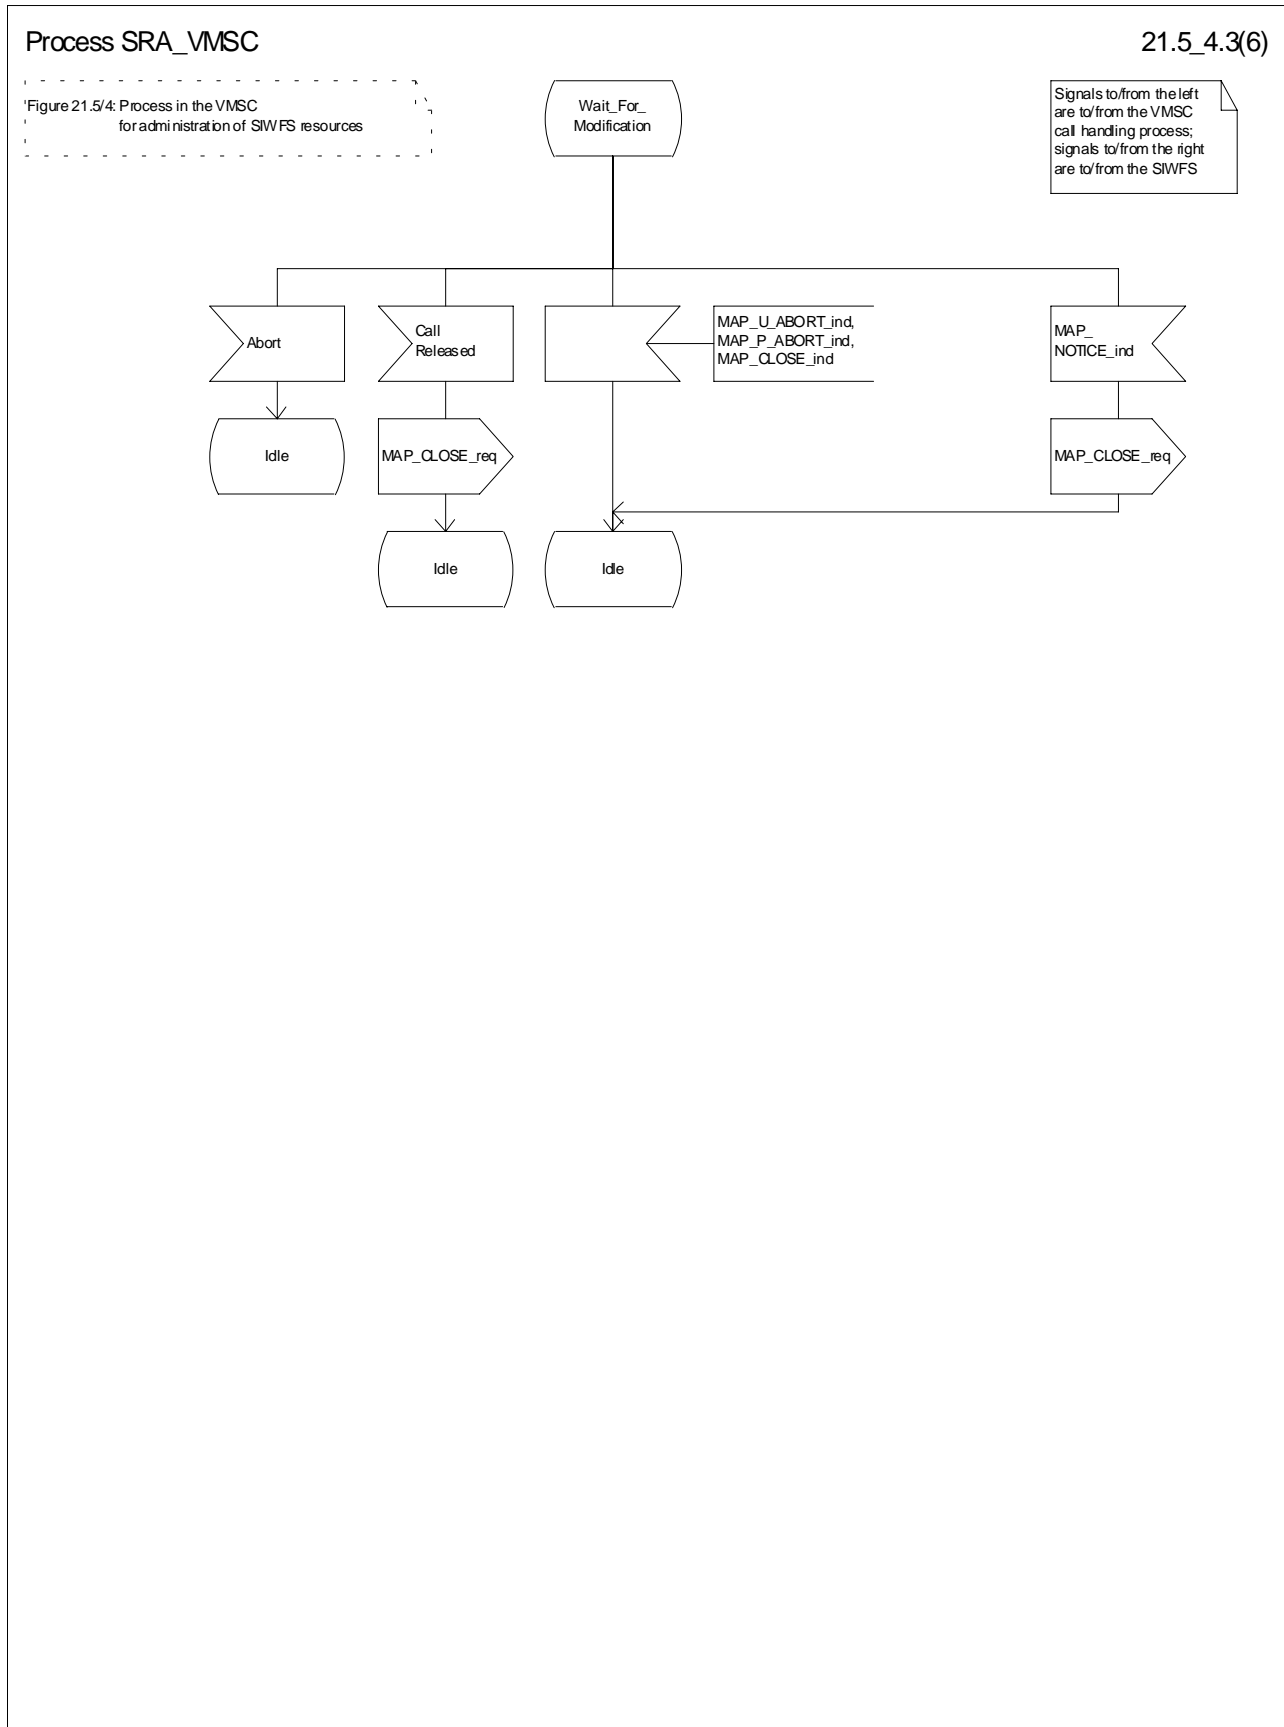 Process SRA_VMSC
21.5_4.3(6)
Figure 21.5/4: Process in the VMSC
for administration of SIWFS resources
Wait_For_
Modification
Signals to/from the left
are to/from the VMSC
call handling process;
signals to/from the right
are to/from the SIWFS
Abort
Call
Released
MAP_U_ABORT_ind,
MAP_P_ABORT_ind,
MAP_CLOSE_ind
MAP_
NOTICE_ind
Idle
MAP_CLOSE_req
MAP_CLOSE_req
Idle
Idle